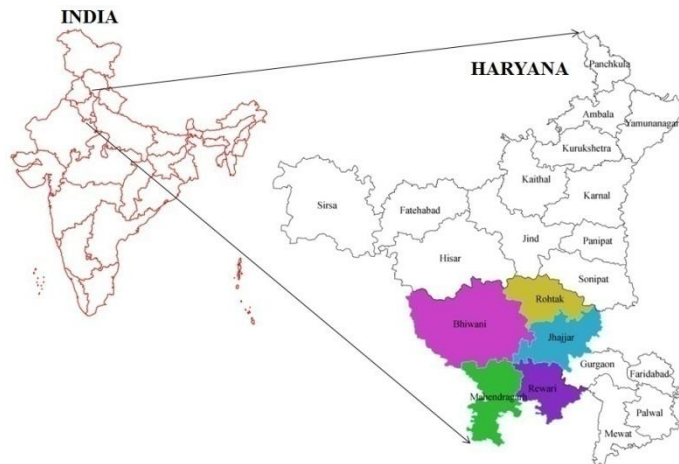 INDIA
HARYANA
Panchkula
Ambala
Yamunanagar
Kurukshetra
Kaithal
Karnal
Sirsa
Fatehabad
Jind
Panipat
Hisar
Sonipat
Rohtak
Bhiwani
Jhajjar
Gurgaon
Faridabad
Mahendragarh
Rewari
Palwal
Mewat